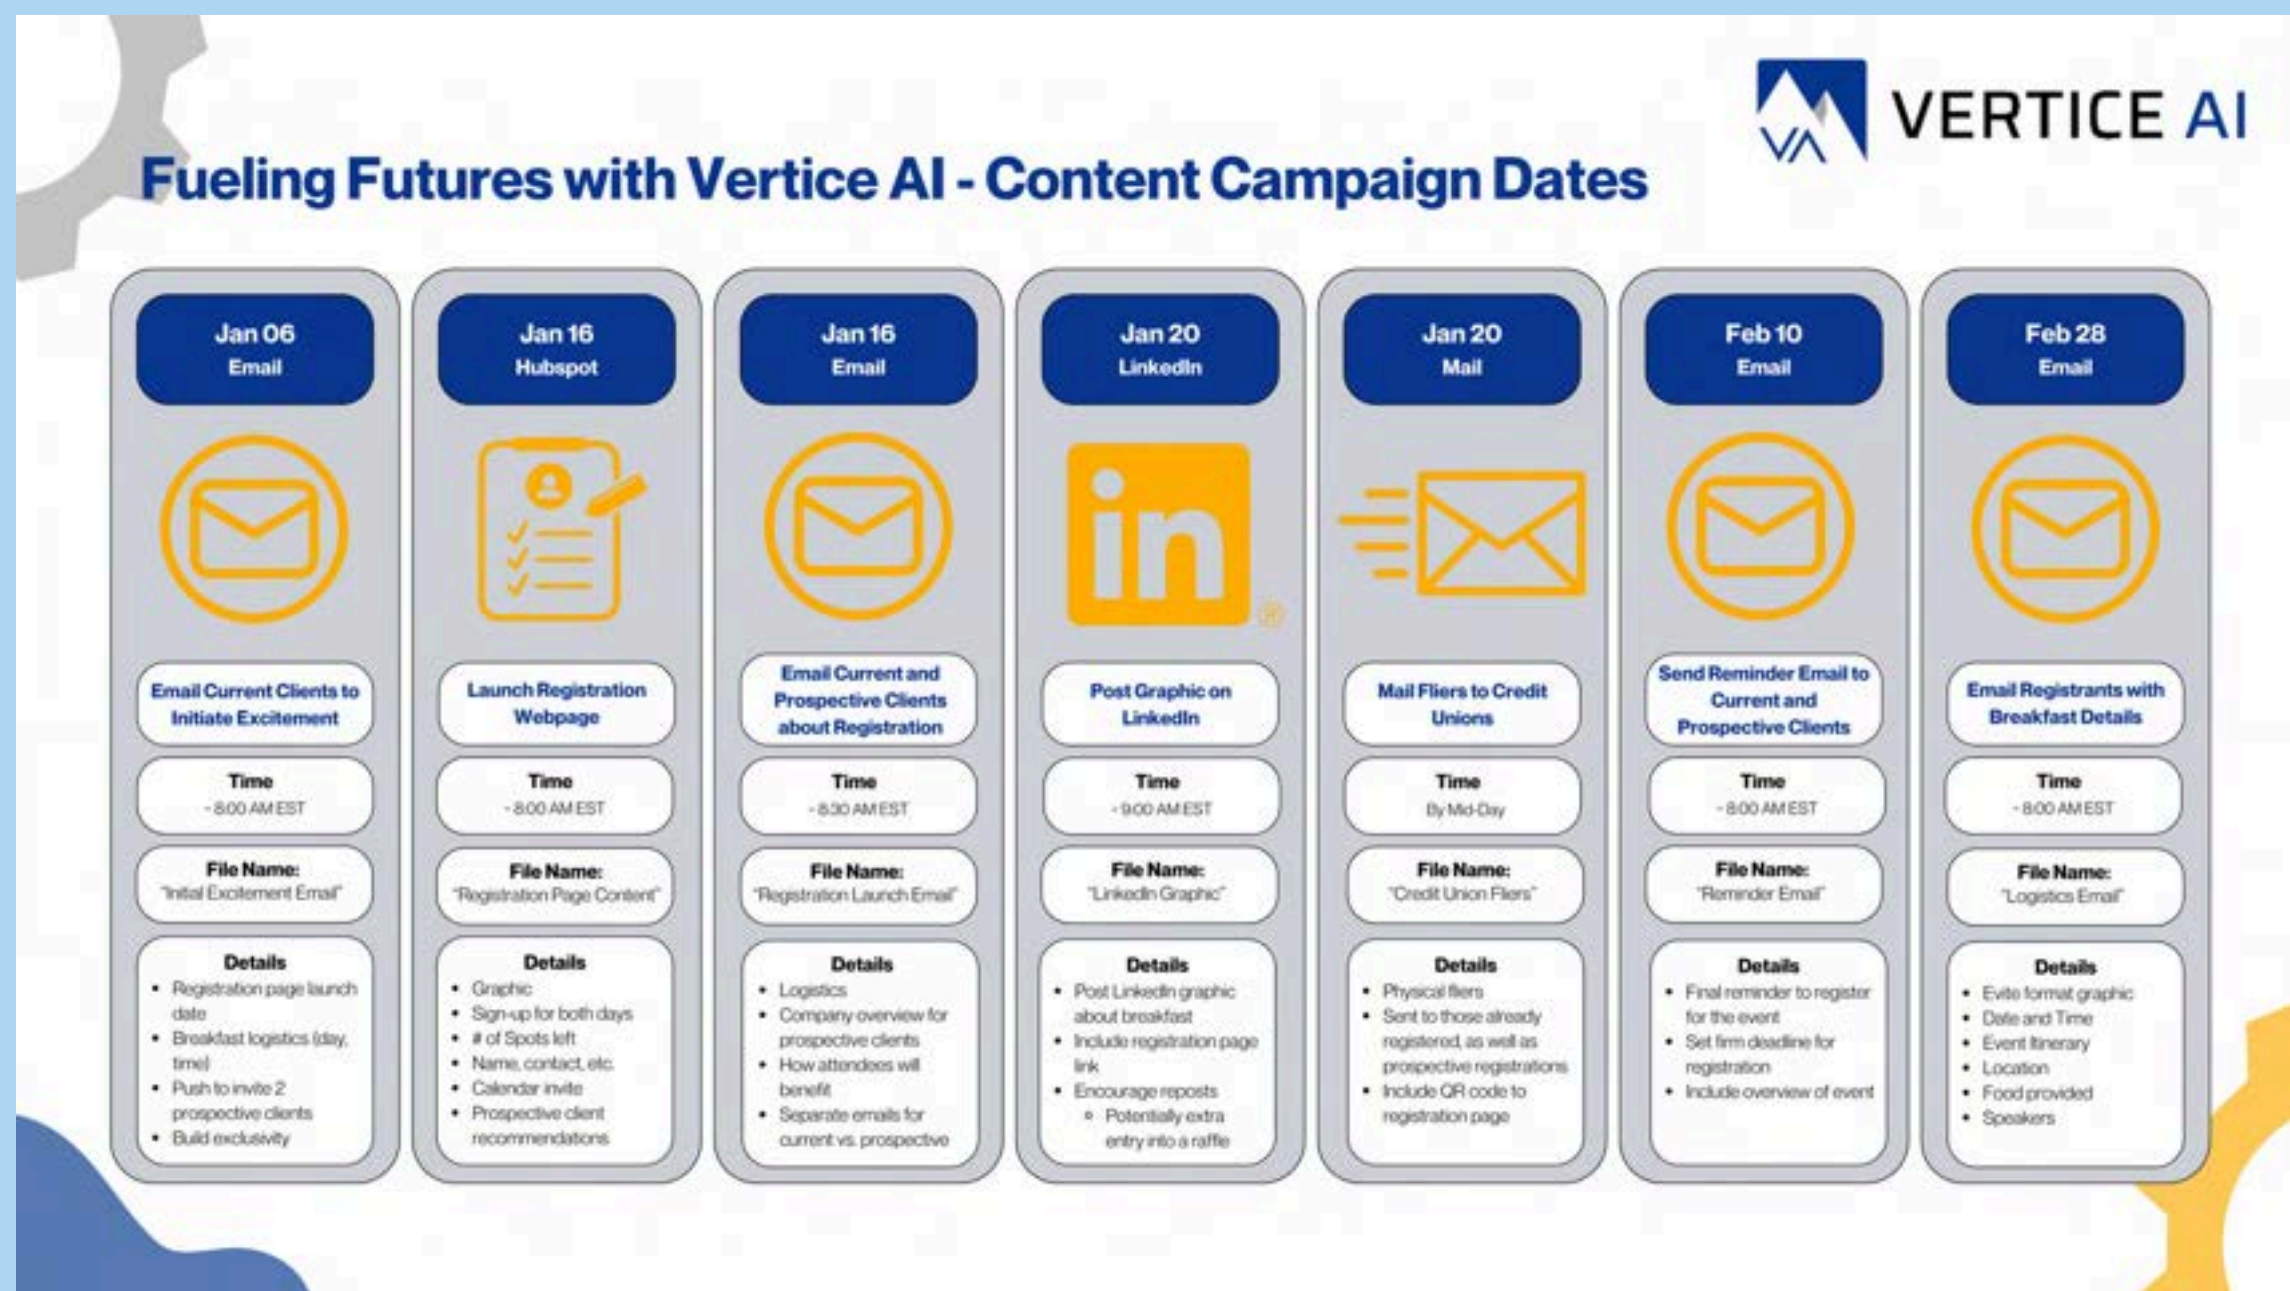 VA
VERTICE AI
Fueling Futures with Vertice AI - Content Campaign Dates
Jan 06
Email
Email Current Clients to
Initiate Excitement
Time
- 8:00 AM EST
File Name:
"Initial Excitement Email"
Details
• Registration page launch
date
• Breakfast logistics (day,
time)
• Push to invite 2
prospective clients
• Build exclusivity
Jan 16
Hubspot
Launch Registration
Webpage
Time
- 8:00 AM EST
File Name:
"Registration Page Content"
Details
• Graphic
• Sign-up for both days
• # of Spots left
• Name, contact, etc.
• Calendar invite
• Prospective client
recommendations
Jan 16
Email
Email Current and
Prospective Clients
about Registration
Time
- 8:30 AM EST
File Name:
"Registration Launch Email"
Details
• Logistics
• Company overview for
prospective clients
• How attendees will
benefit
• Separate emails for
current vs. prospective
Jan 20
LinkedIn
in
Post Graphic on
LinkedIn
Time
- 9:00 AM EST
File Name:
"LinkedIn Graphic"
Details
• Post LinkedIn graphic
about breakfast
• Include registration page
link
• Encourage reposts
Potentially extra
entry into a raffle
Jan 20
Mail
Mail Fliers to Credit
Unions
Time
By Mid-Day
File Name:
"Credit Union Fliers"
Details
• Physical fliers
• Sent to those already
registered, as well as
prospective registrations
• Include QR code to
registration page
Feb 10
Email
Send Reminder Email to
Current and
Prospective Clients
Time
- 8:00 AM EST
File Name:
"Reminder Email"
Details
• Final reminder to register
for the event
• Set firm deadline for
registration
• Include overview of event
Feb 28
Email
Email Registrants with
Breakfast Details
Time
- 8:00 AM EST
File Name:
"Logistics Email"
Details
• Evite format graphic
• Date and Time
• Event Itinerary
• Location
• Food provided
• Speakers